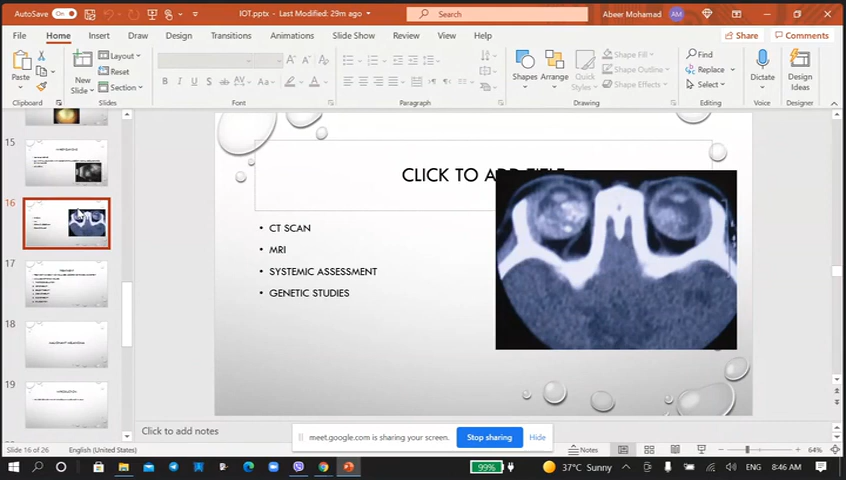 AutoSave On IOT.pptx - Last Modified: 29m ago Search Abeer Mohamad AM
File Home Insert Draw Design Transitions Animations Slide Show Review View Help Share Comments
Paste New Slide Layout Reset Section Shapes Arrange Quick Styles Shape Fill Shape Outline Shape Effects Find Replace Select Dictate Design Ideas
Clipboard Slides Font Paragraph Drawing Editing Voice Designer
15
16
17
18
19
CLICK TO ADD TITLE
• CT SCAN
• MRI
• SYSTEMIC ASSESSMENT
• GENETIC STUDIES
Click to add notes
meet.google.com is sharing your screen. Stop sharing Hide
Slide 16 of 26 English (United States) Notes 64%
99% 37°C Sunny ENG 8:46 AM